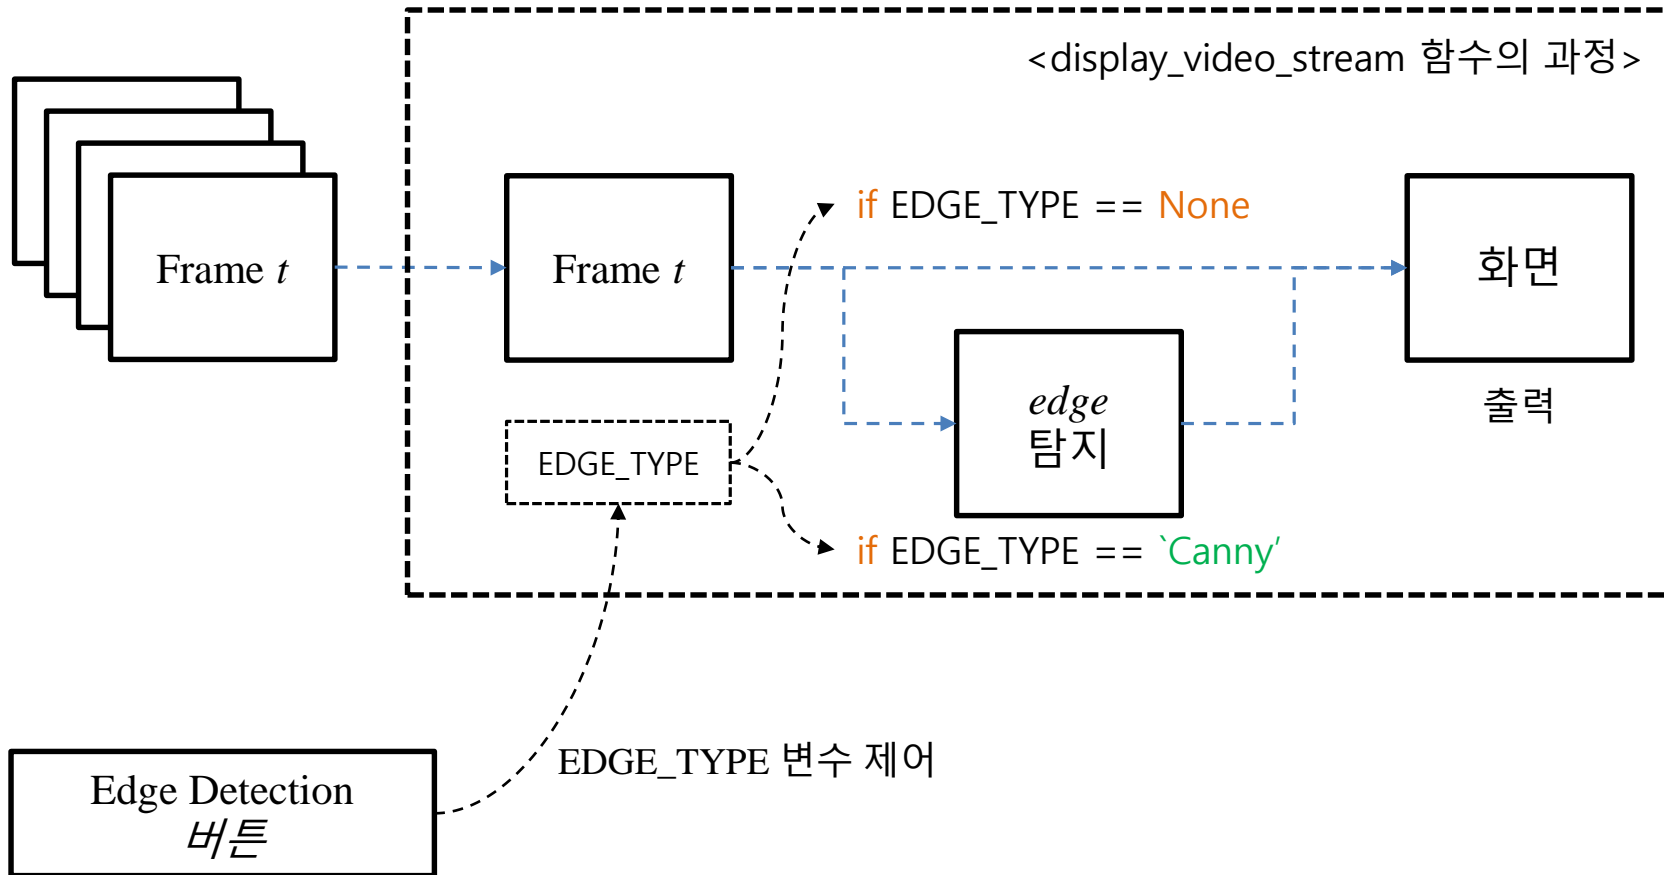 <display_video_stream 함수의 과정>
Frame t
Frame t
if EDGE_TYPE == None
화면
출력
edge
탐지
EDGE_TYPE
if EDGE_TYPE == `Canny’
EDGE_TYPE 변수 제어
Edge Detection
버튼